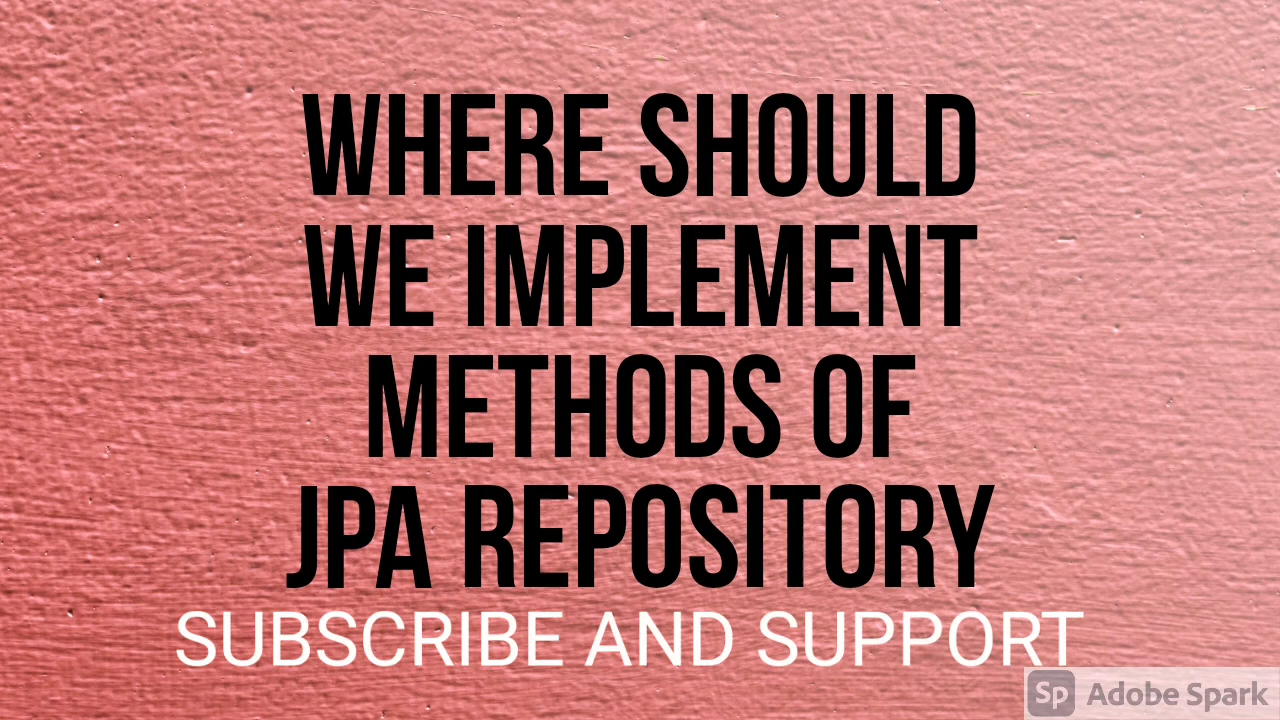 WHERE SHOULD
WE IMPLEMENT
METHODS OF
JPA REPOSITORY
SUBSCRIBE AND SUPPORT
Sp Adobe Spark